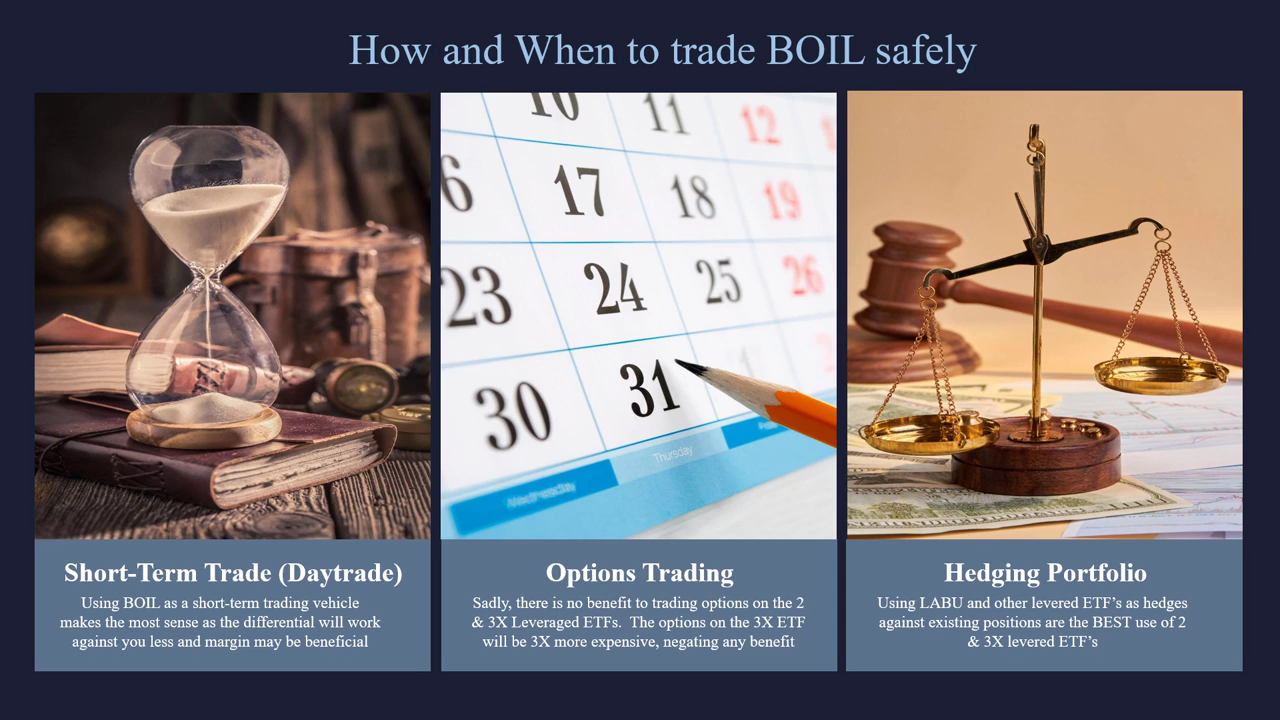 How and When to trade BOIL safely
10 11 12
6 17 18 19
23 24 25 26
30 31
Wednesday Thursday
Short-Term Trade (Daytrade)
Using BOIL as a short-term trading vehicle
makes the most sense as the differential will work
against you less and margin may be beneficial
Options Trading
Sadly, there is no benefit to trading options on the 2
& 3X Leveraged ETFs. The options on the 3X ETF
will be 3X more expensive, negating any benefit
Hedging Portfolio
Using LABU and other levered ETF’s as hedges
against existing positions are the BEST use of 2
& 3X levered ETF’s